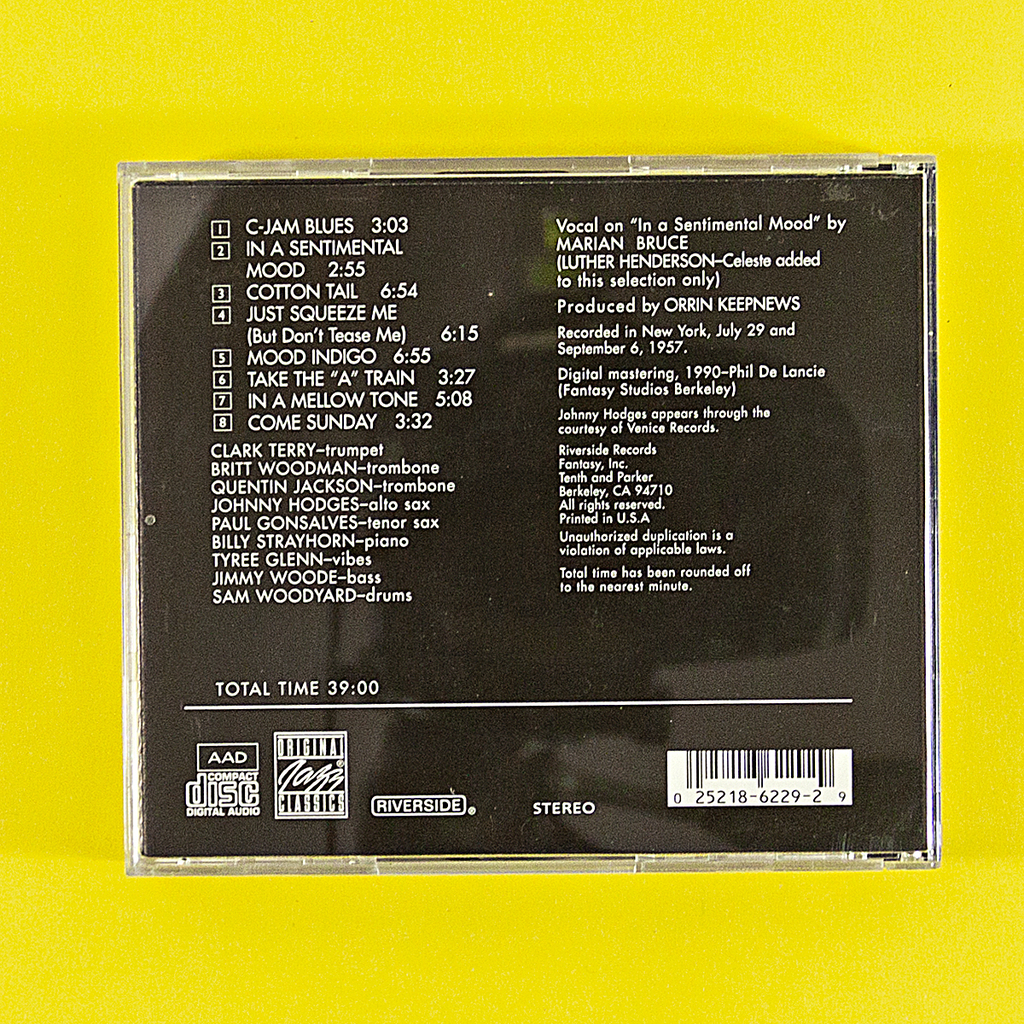 1 C-JAM BLUES 3:03
2 IN A SENTIMENTAL
MOOD 2:55
3 COTTON TAIL 6:54
4 JUST SQUEEZE ME
(But Don't Tease Me) 6:15
5 MOOD INDIGO 6:55
6 TAKE THE "A" TRAIN 3:27
7 IN A MELLOW TONE 5:08
8 COME SUNDAY 3:32
CLARK TERRY–trumpet
BRITT WOODMAN–trombone
QUENTIN JACKSON–trombone
JOHNNY HODGES–alto sax
PAUL GONSALVES–tenor sax
BILLY STRAYHORN–piano
TYREE GLENN–vibes
JIMMY WOODE–bass
SAM WOODYARD–drums
TOTAL TIME 39:00
Vocal on "In a Sentimental Mood" by
MARIAN BRUCE
(LUTHER HENDERSON–Celeste added
to this selection only)
Produced by ORRIN KEEPNEWS
Recorded in New York, July 29 and
September 6, 1957.
Digital mastering, 1990–Phil De Lancie
(Fantasy Studios Berkeley)
Johnny Hodges appears through the
courtesy of Venice Records.
Riverside Records
Fantasy, Inc.
Tenth and Parker
Berkeley, CA 94710
All rights reserved.
Printed in U.S.A
Unauthorized duplication is a
violation of applicable laws.
Total time has been rounded off
to the nearest minute.
AAD
COMPACT
disc
DIGITAL AUDIO
ORIGINAL
Jazz®
CLASSICS
RIVERSIDE®
STEREO
0 25218-6229-2 9